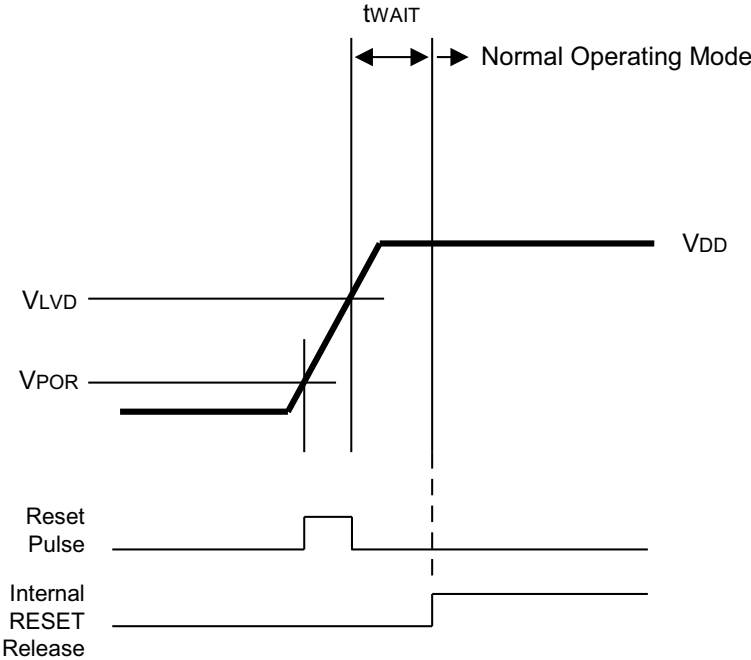 tWAIT
Normal Operating Mode
VDD
VLVD
VPOR
Reset
Pulse
Internal
RESET
Release